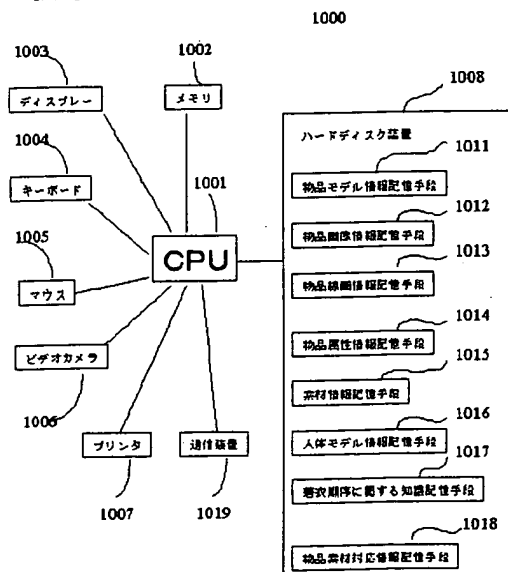 1000
1003
1002
1008
ディスプレー
メモリ
ハードディスク装置
1004
1011
キーボード
1001
物品モデル情報記憶手段
1012
1005
CPU
物品画像情報記憶手段
1013
マウス
物品線画情報記憶手段
1014
ビデオカメラ
物品属性情報記憶手段
1015
1006
素材情報記憶手段
1016
プリンタ
通信装置
人体モデル情報記憶手段
1017
1007
1019
着衣順序に関する知識記憶手段
1018
物品素材対応情報記憶手段